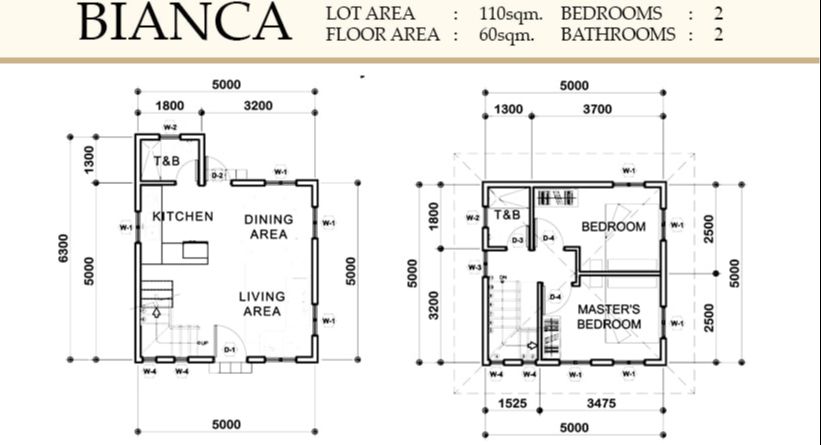 BIANCA
LOT AREA : 110sqm. BEDROOMS : 2
FLOOR AREA : 60sqm. BATHROOMS : 2
5000
1800 3200
W-2
1300
T&B
D-2
W-1
KITCHEN
DINING
AREA
W-1
W-1
6300
5000
5000
LIVING
AREA
W-1
UP
D-1
W-4 W-4
5000
5000
1300 3700
W-1
1800
W-2
T&B
BEDROOM
W-1
2500
D-3 D-4
5000
5000
W-3
DN
D-4
3200
MASTER'S
BEDROOM
W-1
2500
W-4 W-4 W-1 W-1
1525 3475
5000